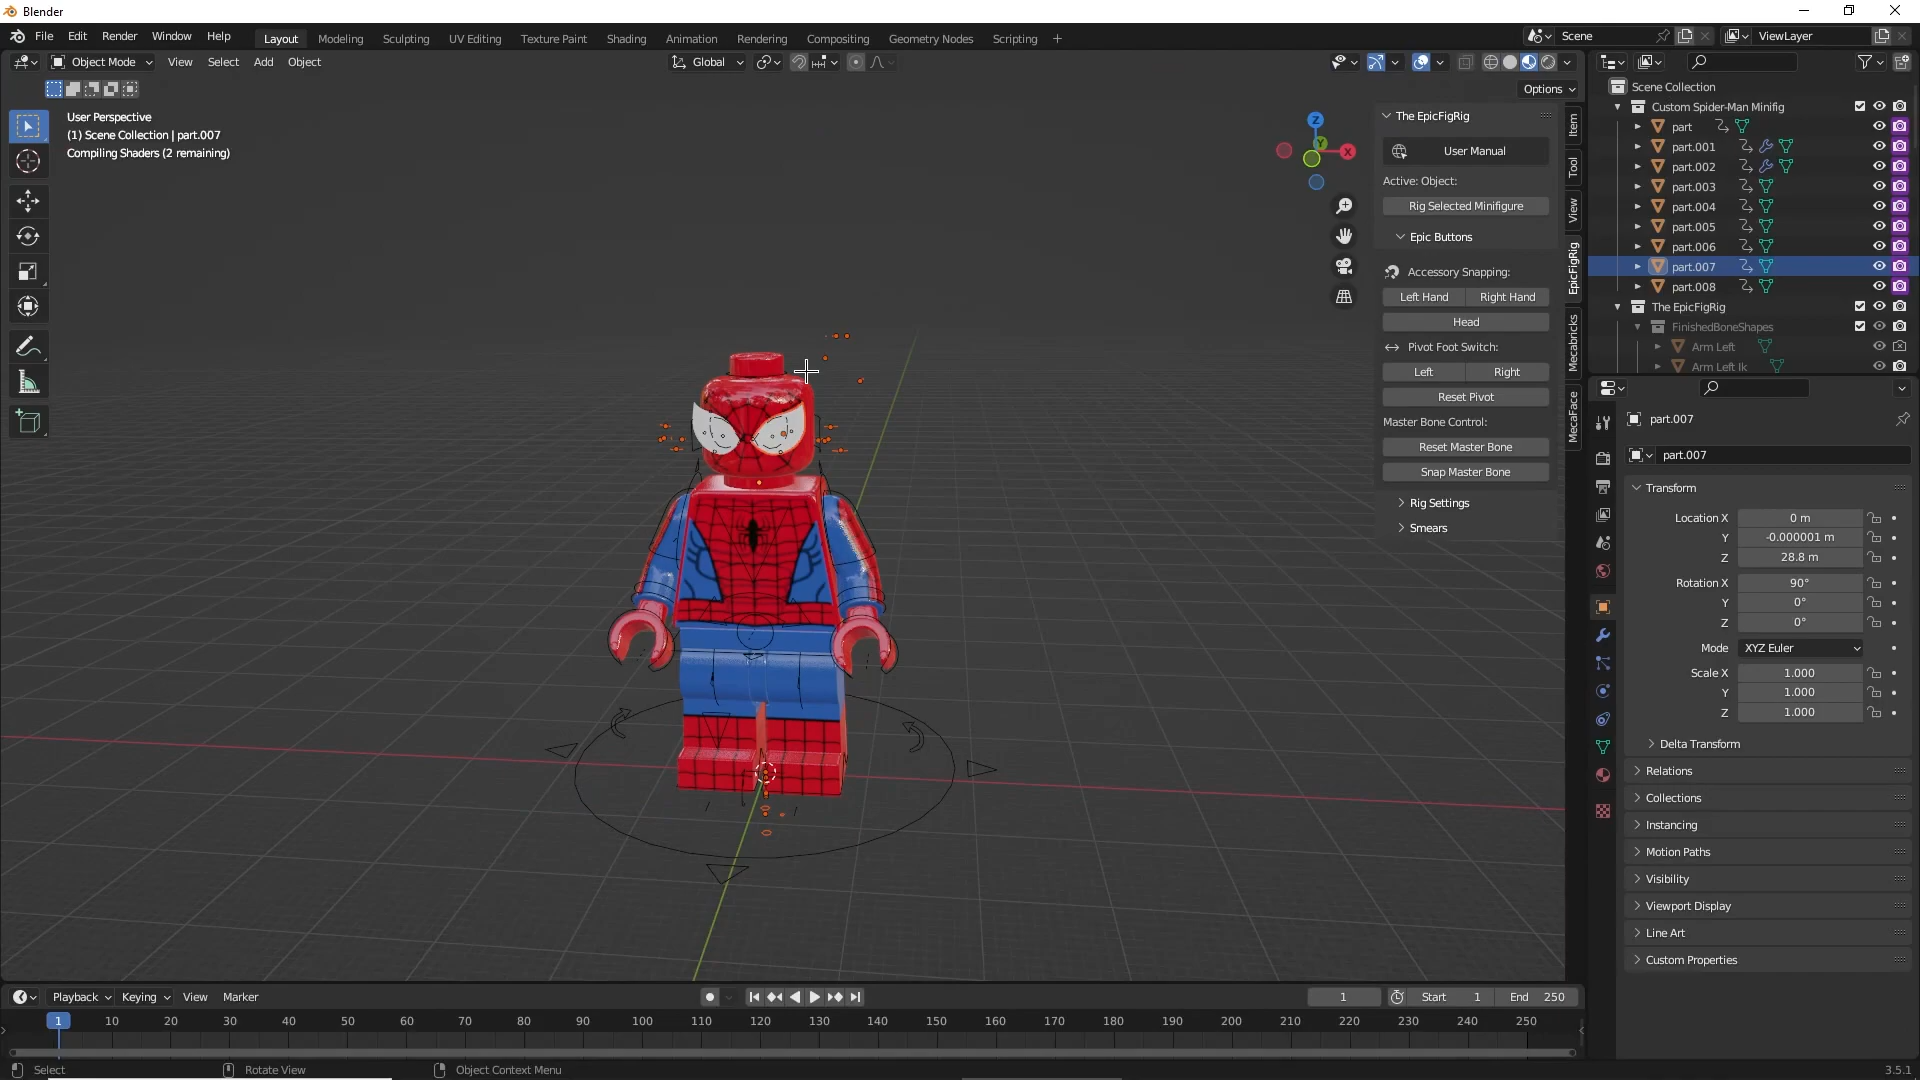 Blender
File Edit Render Window Help
Layout Modeling Sculpting UV Editing Texture Paint Shading Animation Rendering Compositing Geometry Nodes Scripting +
Scene
ViewLayer
Object Mode View Select Add Object
Global
Options
User Perspective
(1) Scene Collection | part.007
Compiling Shaders (2 remaining)
Z
Y
X
The EpicFigRig
User Manual
Active: Object:
Rig Selected Minifigure
Epic Buttons
Accessory Snapping:
Left Hand Right Hand
Head
Pivot Foot Switch:
Left Right
Reset Pivot
Master Bone Control:
Reset Master Bone
Snap Master Bone
Rig Settings
Smears
Item
Tool
View
EpicFigRig
Mecabricks
MecaFace
Scene Collection
Custom Spider-Man Minifig
part
part.001
part.002
part.003
part.004
part.005
part.006
part.007
part.008
The EpicFigRig
FinishedBoneShapes
Arm Left
Arm Left Ik
part.007
part.007
Transform
Location X 0 m
Y -0.000001 m
Z 28.8 m
Rotation X 90°
Y 0°
Z 0°
Mode XYZ Euler
Scale X 1.000
Y 1.000
Z 1.000
Delta Transform
Relations
Collections
Instancing
Motion Paths
Visibility
Viewport Display
Line Art
Custom Properties
Playback Keying View Marker
1 Start 1 End 250
1 10 20 30 40 50 60 70 80 90 100 110 120 130 140 150 160 170 180 190 200 210 220 230 240 250
Select Rotate View Object Context Menu
3.5.1